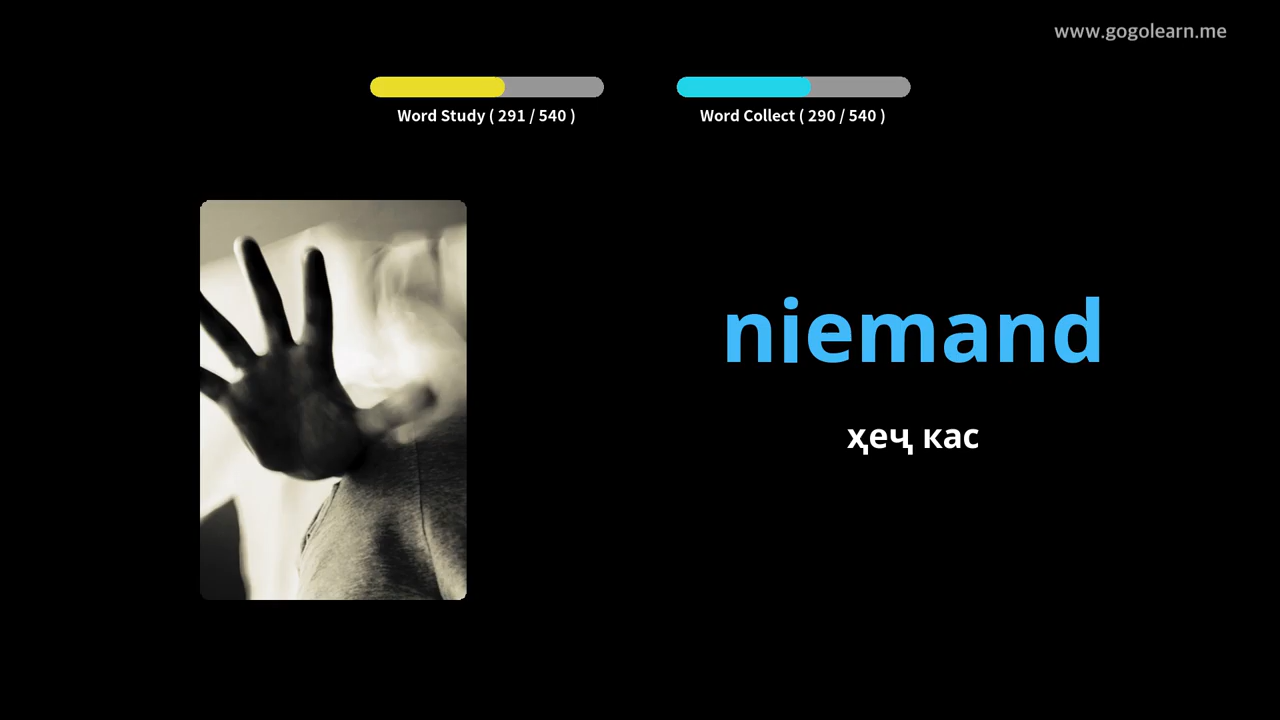 www.gogolearn.me
Word Study ( 291 / 540 )
Word Collect ( 290 / 540 )
niemand
ҳеҷ кас